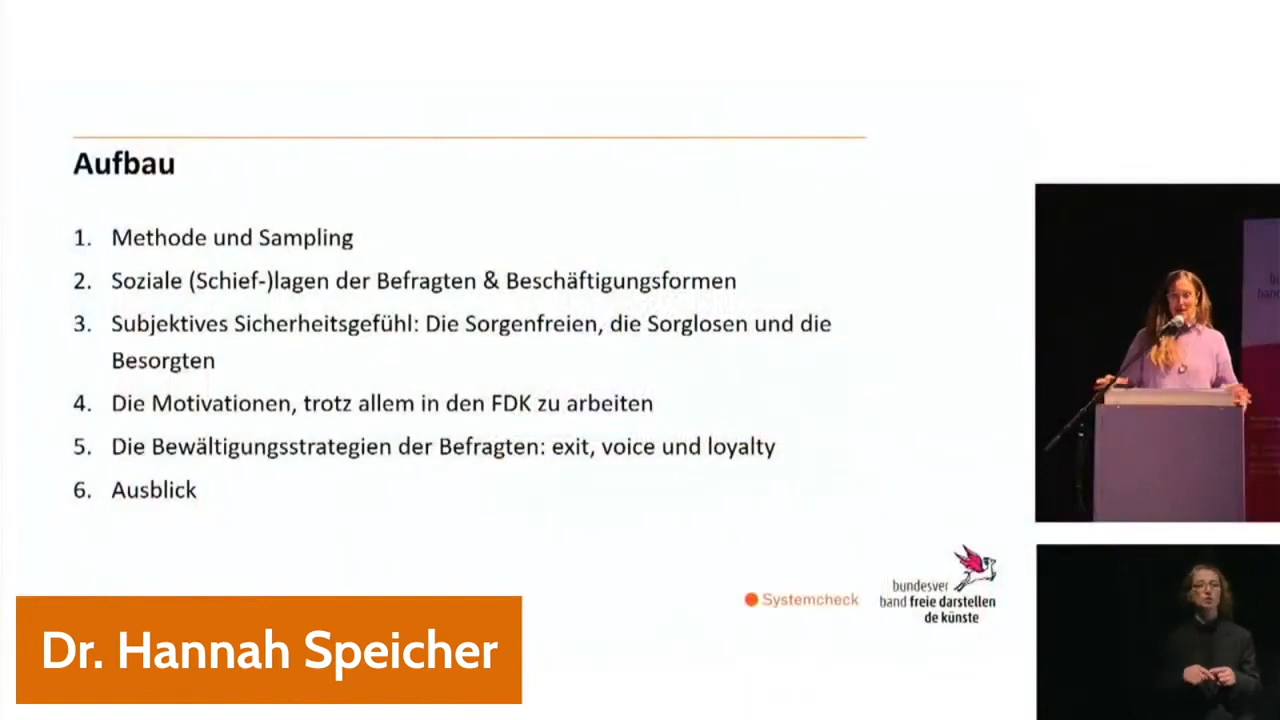 Aufbau
1. Methode und Sampling
2. Soziale (Schief-)lagen der Befragten & Beschäftigungsformen
3. Subjektives Sicherheitsgefühl: Die Sorgenfreien, die Sorglosen und die
Besorgten
4. Die Motivationen, trotz allem in den FDK zu arbeiten
5. Die Bewältigungsstrategien der Befragten: exit, voice und loyalty
6. Ausblick
Systemcheck
bundesver
band freie darstellen
de künste
Dr. Hannah Speicher